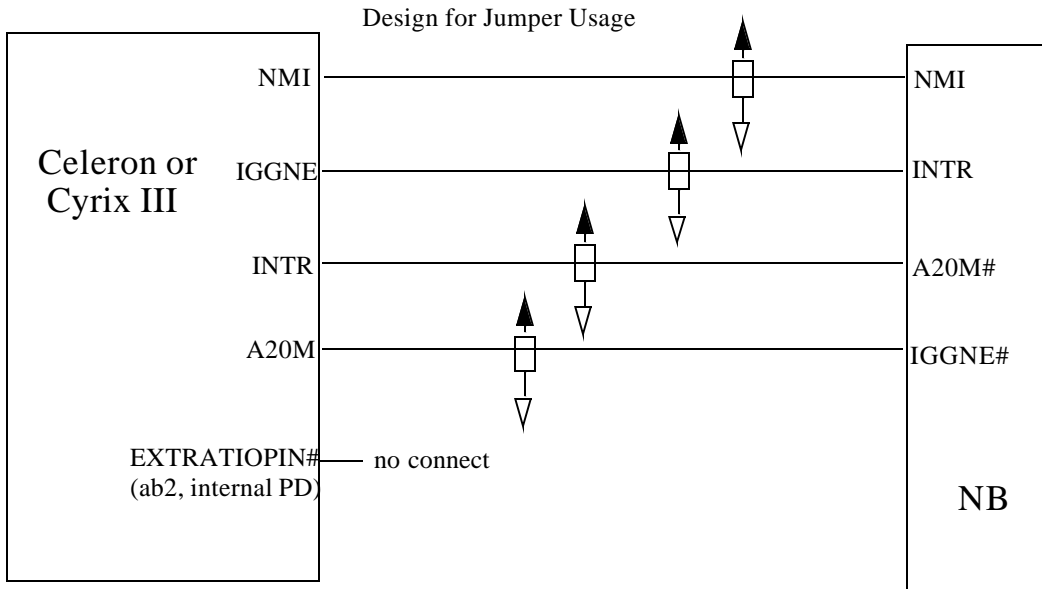 Design for Jumper Usage
NMI
NMI
Celeron or
Cyrix III
IGGNE
INTR
INTR
A20M#
A20M
IGGNE#
EXTRATIOPIN#
no connect
(ab2, internal PD)
NB